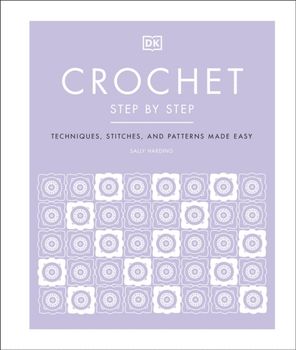 DK
CROCHET
STEP BY STEP
TECHNIQUES, STITCHES, AND PATTERNS MADE EASY
SALLY HARDING